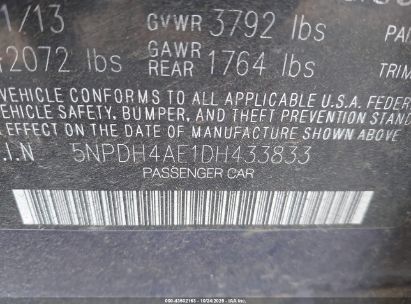 1/13 GVWR 3792 lbs PAI
2072 lbs GAWR REAR 1764 lbs TRIM
VEHICLE CONFORMS TO ALL APPLICABLE U.S.A. FEDER
VEHICLE SAFETY, BUMPER, AND THEFT PREVENTION STAND
EFFECT ON THE DATE OF MANUFACTURE SHOWN ABOVE.
.I.N 5NPDH4AE1DH433833
PASSENGER CAR